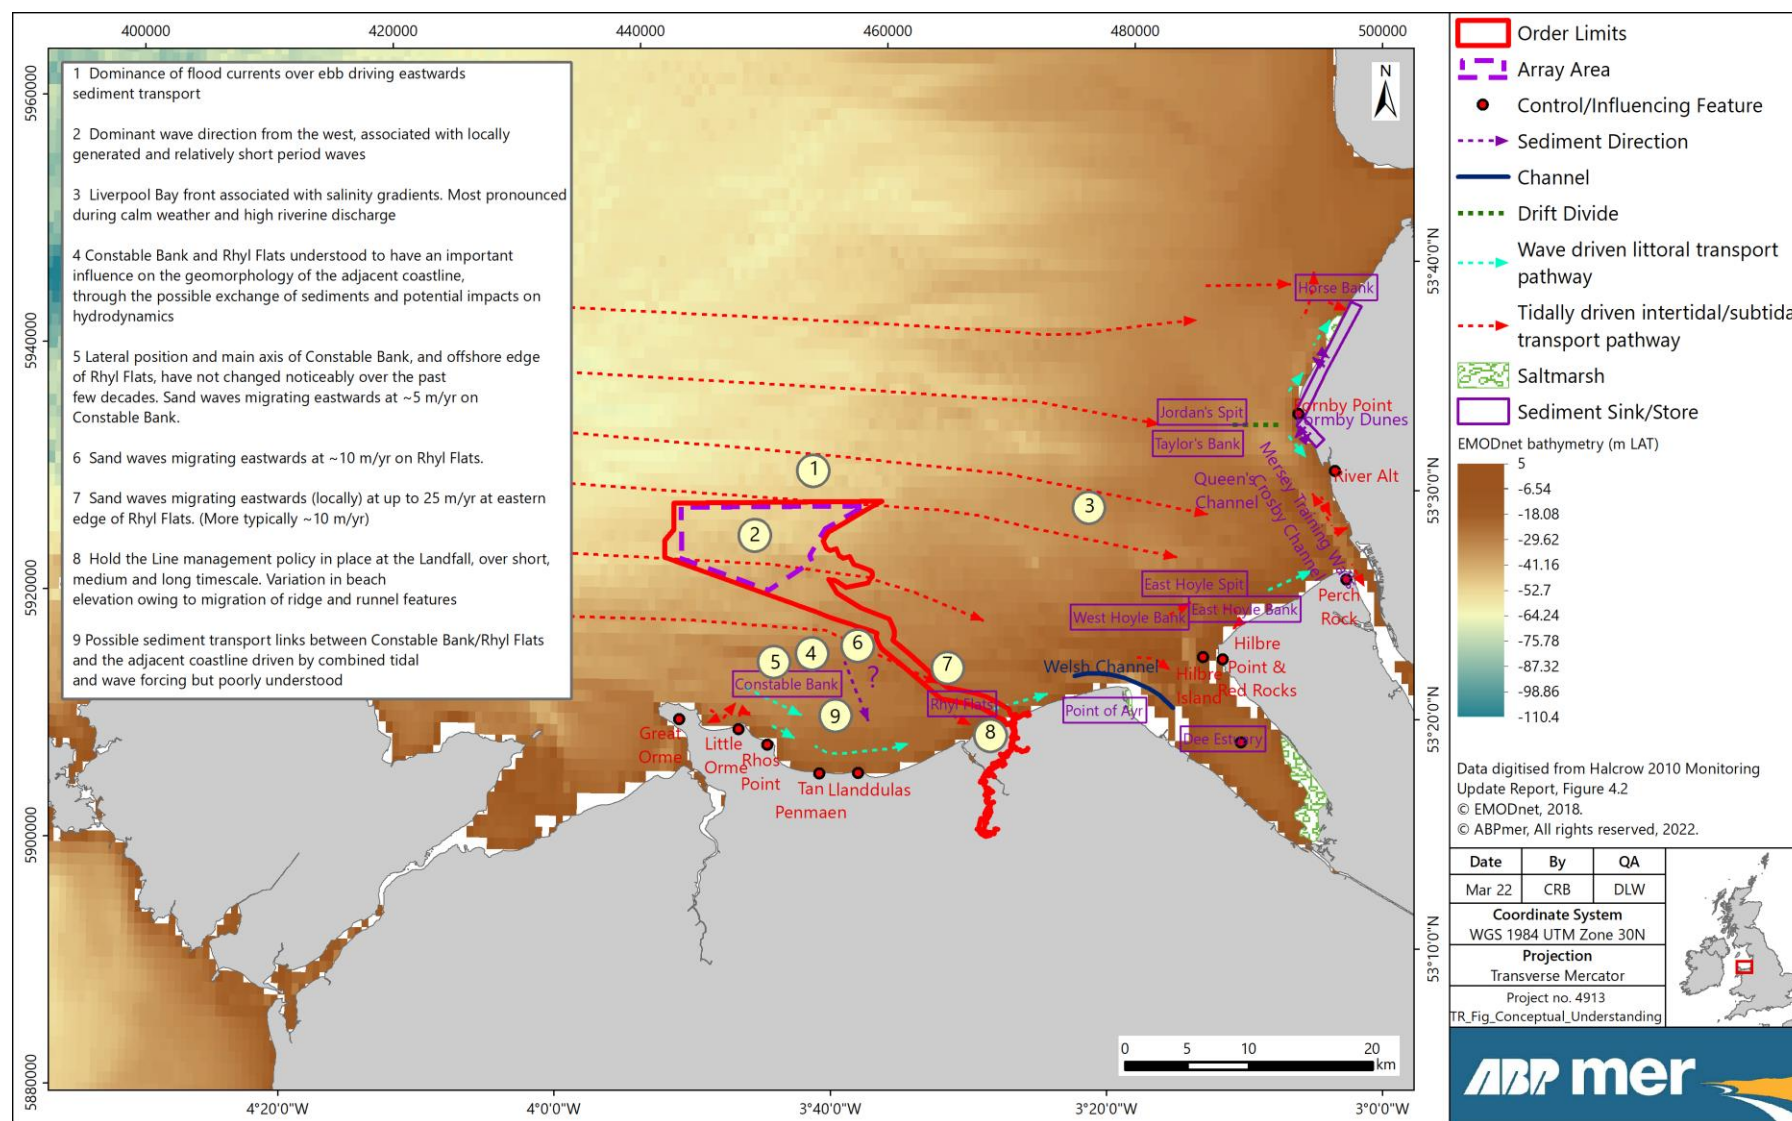 400000
420000
440000
460000
480000
500000
5960000
5940000
5920000
5900000
5880000
1 Dominance of flood currents over ebb driving eastwards
sediment transport
2 Dominant wave direction from the west, associated with locally
generated and relatively short period waves
3 Liverpool Bay front associated with salinity gradients. Most pronounced
during calm weather and high riverine discharge
4 Constable Bank and Rhyl Flats understood to have an important
influence on the geomorphology of the adjacent coastline,
through the possible exchange of sediments and potential impacts on
hydrodynamics
5 Lateral position and main axis of Constable Bank, and offshore edge
of Rhyl Flats, have not changed noticeably over the past
few decades. Sand waves migrating eastwards at ~5 m/yr on
Constable Bank.
6 Sand waves migrating eastwards at ~10 m/yr on Rhyl Flats.
7 Sand waves migrating eastwards (locally) at up to 25 m/yr at eastern
edge of Rhyl Flats. (More typically ~10 m/yr)
8 Hold the Line management policy in place at the Landfall, over short,
medium and long timescale. Variation in beach
elevation owing to migration of ridge and runnel features
9 Possible sediment transport links between Constable Bank/Rhyl Flats
and the adjacent coastline driven by combined tidal
and wave forcing but poorly understood
N
Horse Bank
Jordan's Spit
Taylor's Bank
Formby Point
Formby Dunes
River Alt
Queen's
Channel
Crosby Channel
Mersey Training Walls
1
2
3
4
5
6
7
8
9
?
East Hoyle Spit
West Hoyle Bank
East Hoyle Bank
Perch
Rock
Hilbre
Point &
Red Rocks
Hilbre
Island
Welsh Channel
Point of Ayr
Dee Estuary
Constable Bank
Rhyl Flats
Great
Orme
Little
Orme
Rhos
Point
Tan
Penmaen
Llanddulas
0 5 10 20
km
53°40'0"N
53°30'0"N
53°20'0"N
53°10'0"N
4°20'0"W
4°0'0"W
3°40'0"W
3°20'0"W
3°0'0"W
Order Limits
Array Area
Control/Influencing Feature
Sediment Direction
Channel
Drift Divide
Wave driven littoral transport
pathway
Tidally driven intertidal/subtida
transport pathway
Saltmarsh
Sediment Sink/Store
EMODnet bathymetry (m LAT)
5
-6.54
-18.08
-29.62
-41.16
-52.7
-64.24
-75.78
-87.32
-98.86
-110.4
Data digitised from Halcrow 2010 Monitoring
Update Report, Figure 4.2
© EMODnet, 2018.
© ABPmer, All rights reserved, 2022.
Date By QA
Mar 22 CRB DLW
Coordinate System
WGS 1984 UTM Zone 30N
Projection
Transverse Mercator
Project no. 4913
TR_Fig_Conceptual_Understanding
ABPmer